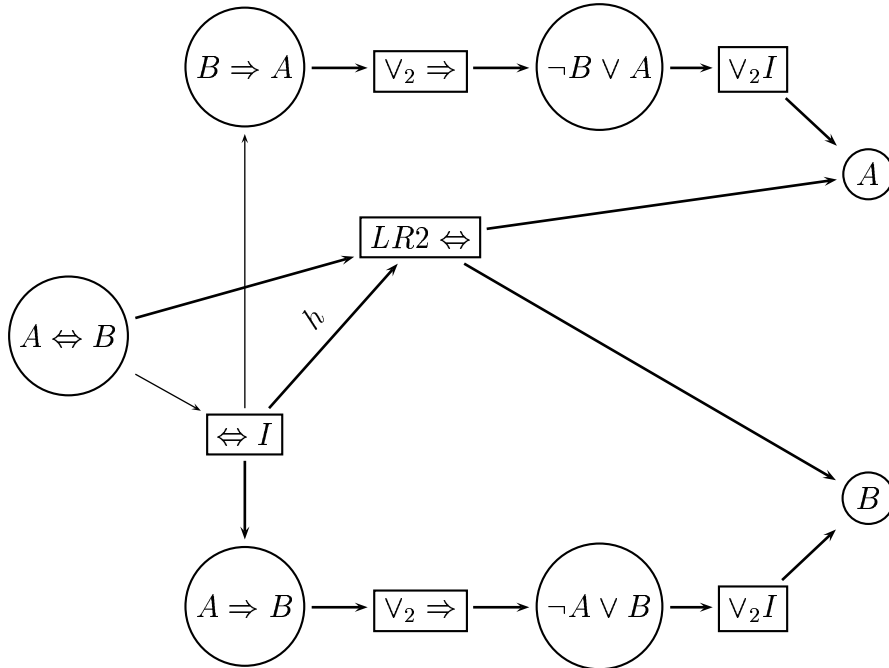 B ⇒ A
∨₂ ⇒
¬B ∨ A
∨₂I
A
LR2 ⇔
h
A ⇔ B
⇔ I
B
A ⇒ B
∨₂ ⇒
¬A ∨ B
∨₂I